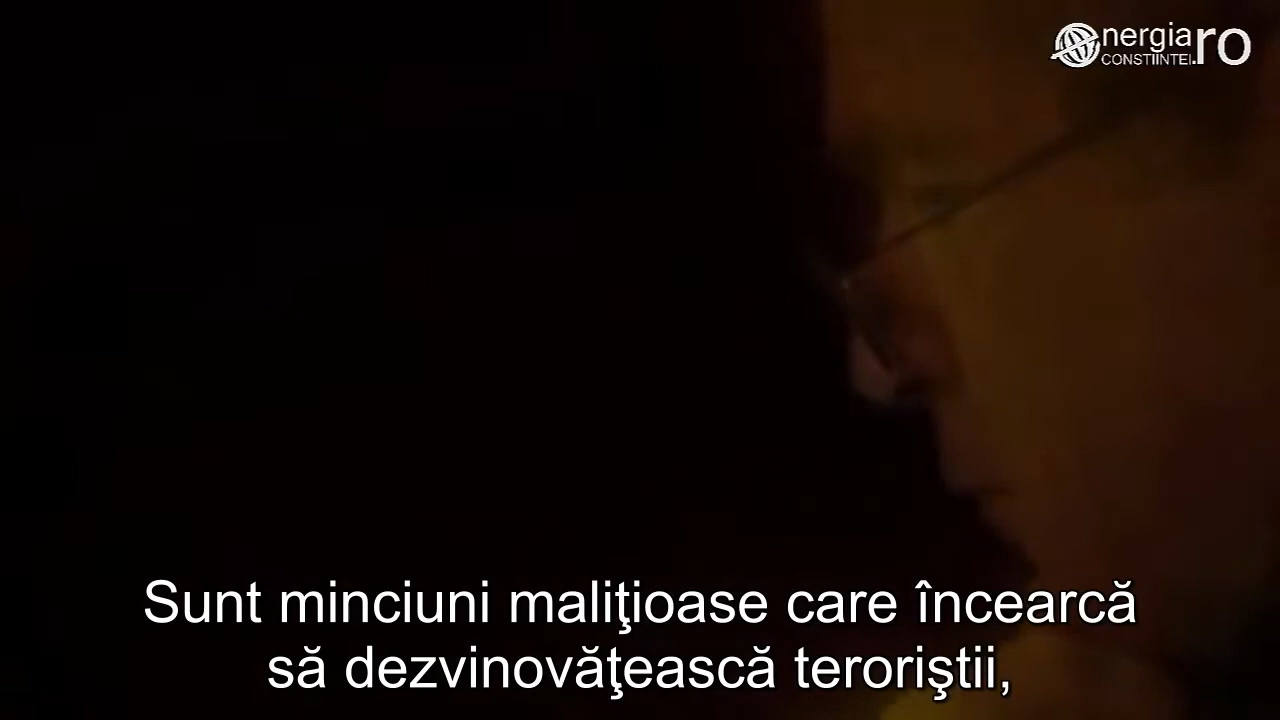 nergia
CONSTIINTEI.ro
Sunt minciuni maliţioase care încearcă
să dezvinovăţească teroriştii,